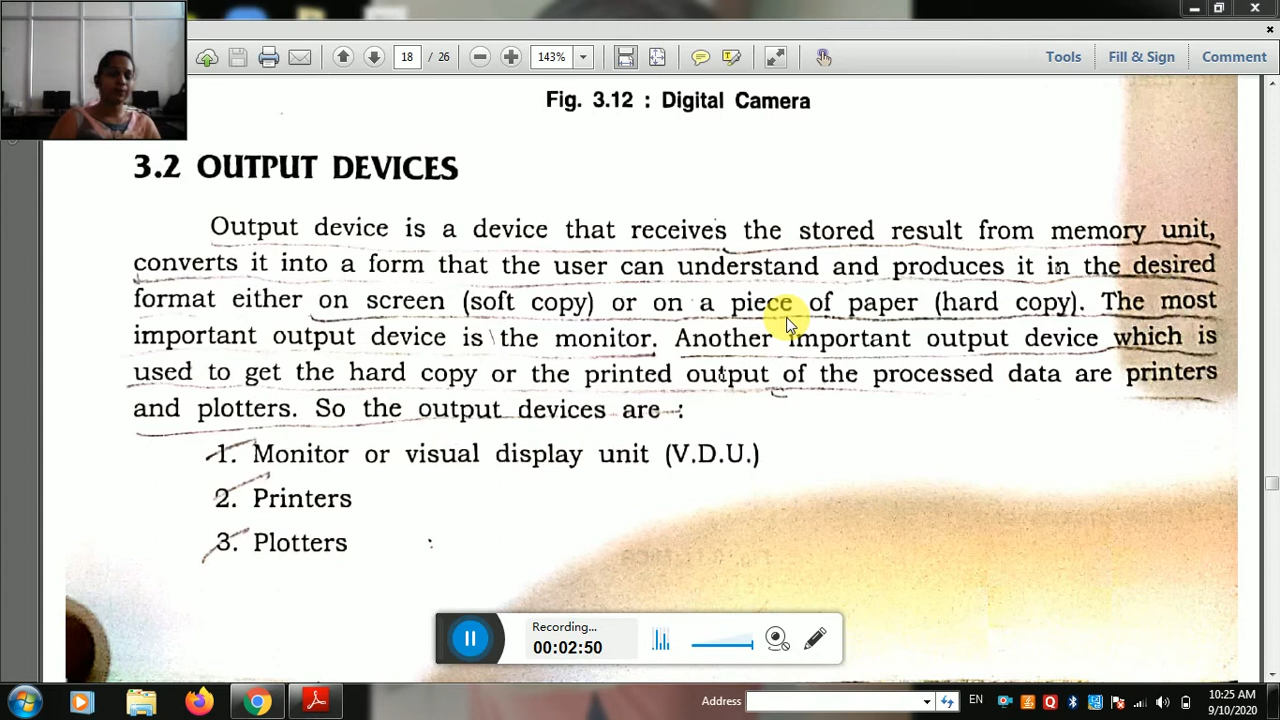 18 / 26
143%
Tools
Fill & Sign
Comment
Fig. 3.12 : Digital Camera
3.2 OUTPUT DEVICES
Output device is a device that receives the stored result from memory unit,
converts it into a form that the user can understand and produces it in the desired
format either on screen (soft copy) or on a piece of paper (hard copy). The most
important output device is the monitor. Another important output device which is
used to get the hard copy or the printed output of the processed data are printers
and plotters. So the output devices are :
1. Monitor or visual display unit (V.D.U.)
2. Printers
3. Plotters
Recording...
00:02:50
Address
EN
10:25 AM
9/10/2020